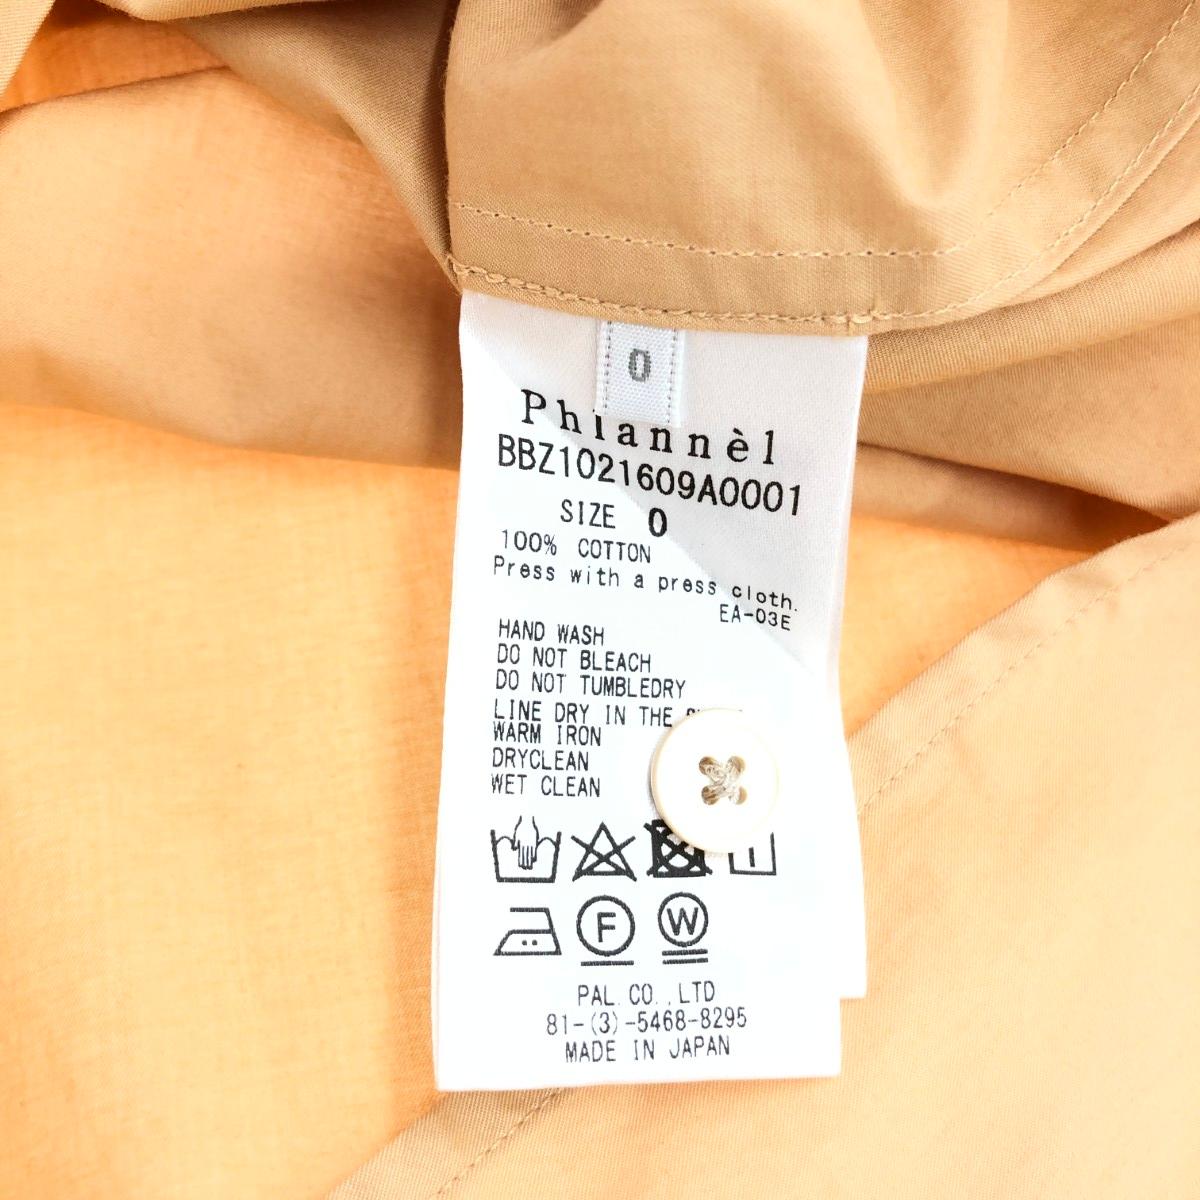 0
Phlannèl
BBZ1021609A0001
SIZE 0
100% COTTON
Press with a press cloth.
EA-03E
HAND WASH
DO NOT BLEACH
DO NOT TUMBLEDRY
LINE DRY IN THE
WARM IRON
DRYCLEAN
WET CLEAN
F W
PAL. CO., LTD
81-(3)-5468-8295
MADE IN JAPAN